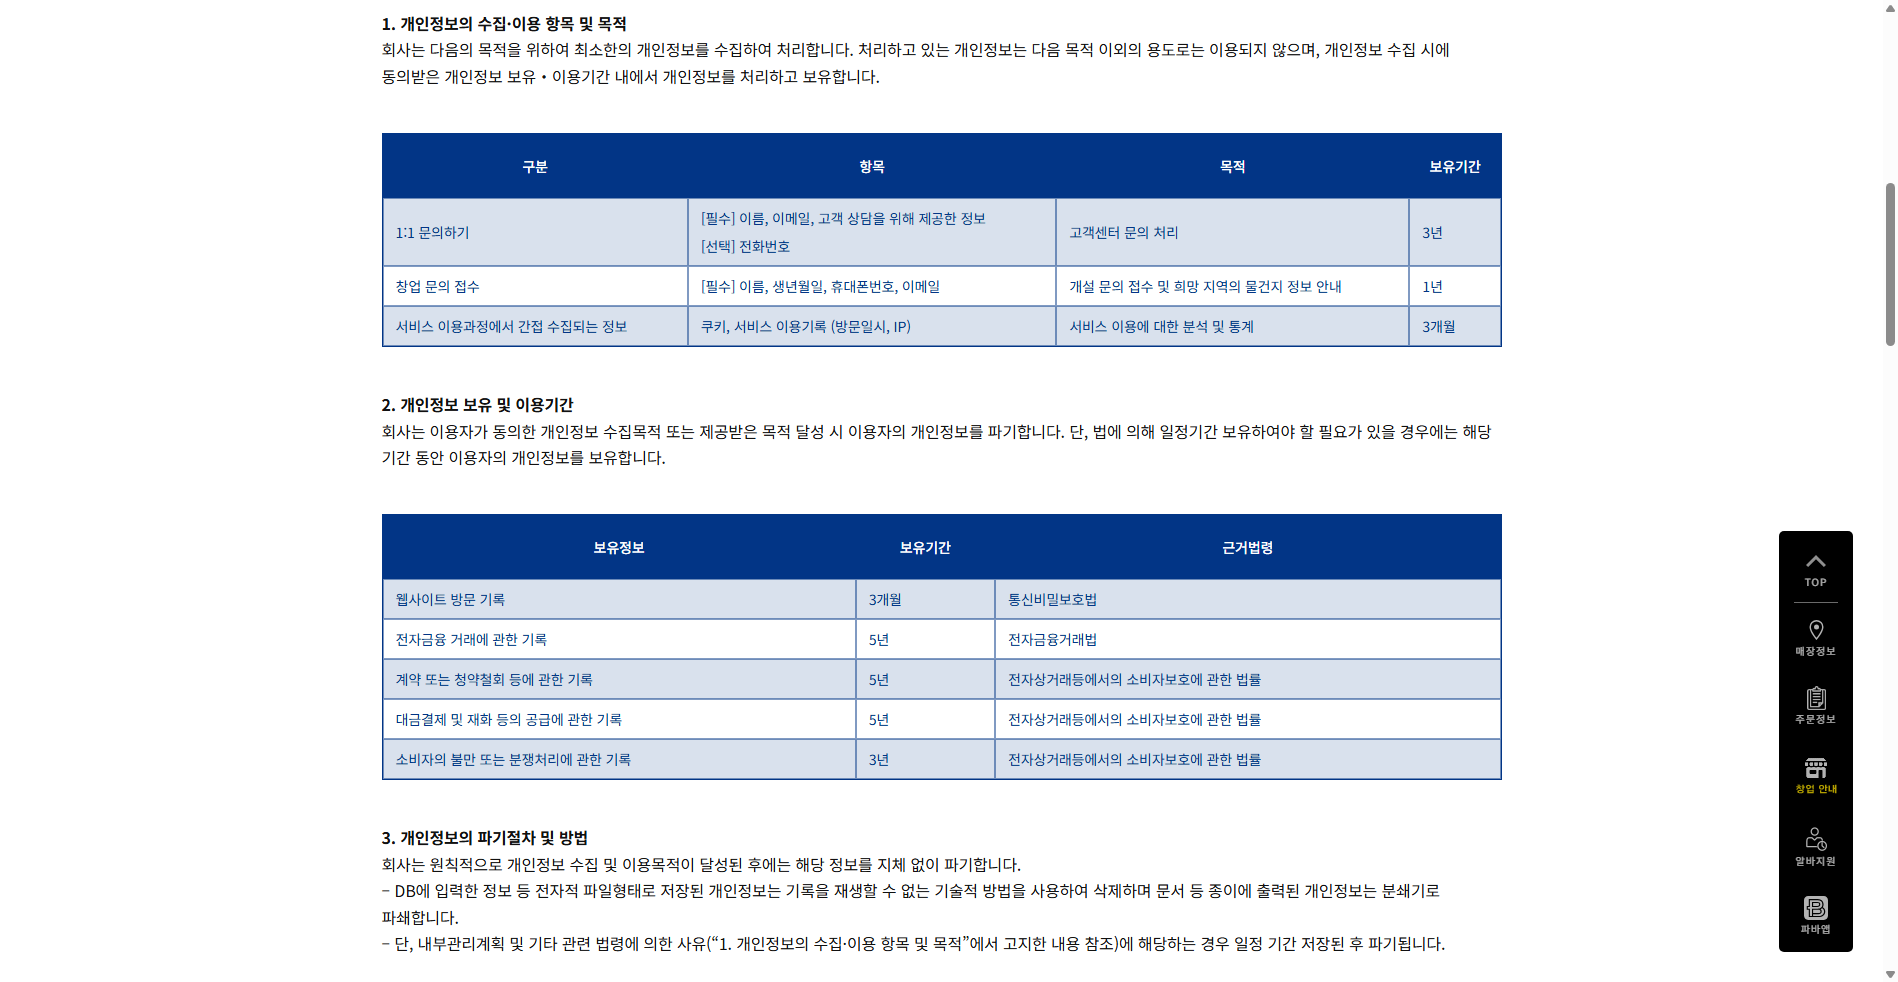 1. 개인정보의 수집·이용 항목 및 목적
회사는 다음의 목적을 위하여 최소한의 개인정보를 수집하여 처리합니다. 처리하고 있는 개인정보는 다음 목적 이외의 용도로는 이용되지 않으며, 개인정보 수집 시에
동의받은 개인정보 보유・이용기간 내에서 개인정보를 처리하고 보유합니다.
구분 항목 목적 보유기간
1:1 문의하기 [필수] 이름, 이메일, 고객 상담을 위해 제공한 정보 고객센터 문의 처리 3년
[선택] 전화번호
창업 문의 접수 [필수] 이름, 생년월일, 휴대폰번호, 이메일 개설 문의 접수 및 희망 지역의 물건지 정보 안내 1년
서비스 이용과정에서 간접 수집되는 정보 쿠키, 서비스 이용기록 (방문일시, IP) 서비스 이용에 대한 분석 및 통계 3개월
2. 개인정보 보유 및 이용기간
회사는 이용자가 동의한 개인정보 수집목적 또는 제공받은 목적 달성 시 이용자의 개인정보를 파기합니다. 단, 법에 의해 일정기간 보유하여야 할 필요가 있을 경우에는 해당
기간 동안 이용자의 개인정보를 보유합니다.
보유정보 보유기간 근거법령
웹사이트 방문 기록 3개월 통신비밀보호법
전자금융 거래에 관한 기록 5년 전자금융거래법
계약 또는 청약철회 등에 관한 기록 5년 전자상거래등에서의 소비자보호에 관한 법률
대금결제 및 재화 등의 공급에 관한 기록 5년 전자상거래등에서의 소비자보호에 관한 법률
소비자의 불만 또는 분쟁처리에 관한 기록 3년 전자상거래등에서의 소비자보호에 관한 법률
3. 개인정보의 파기절차 및 방법
회사는 원칙적으로 개인정보 수집 및 이용목적이 달성된 후에는 해당 정보를 지체 없이 파기합니다.
– DB에 입력한 정보 등 전자적 파일형태로 저장된 개인정보는 기록을 재생할 수 없는 기술적 방법을 사용하여 삭제하며 문서 등 종이에 출력된 개인정보는 분쇄기로
파쇄합니다.
– 단, 내부관리계획 및 기타 관련 법령에 의한 사유(“1. 개인정보의 수집·이용 항목 및 목적”에서 고지한 내용 참조)에 해당하는 경우 일정 기간 저장된 후 파기됩니다.
TOP
매장정보
주문정보
창업 안내
알바지원
파바앱